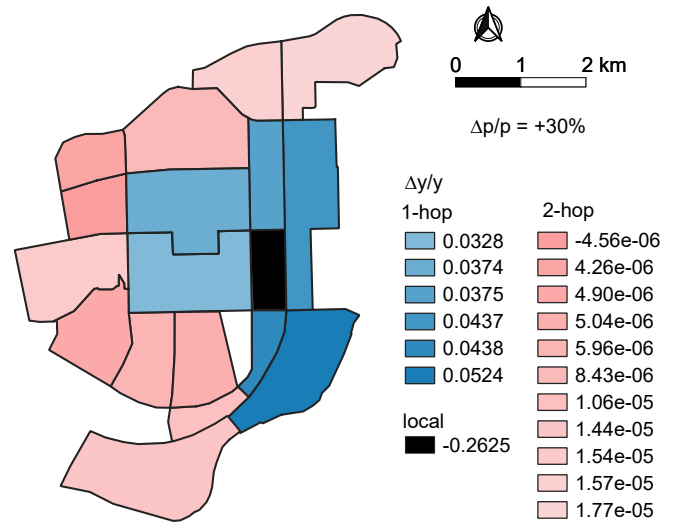 0 1 2 km
Δp/p = +30%
Δy/y
1-hop
0.0328
0.0374
0.0375
0.0437
0.0438
0.0524
local
-0.2625
2-hop
-4.56e-06
4.26e-06
4.90e-06
5.04e-06
5.96e-06
8.43e-06
1.06e-05
1.44e-05
1.54e-05
1.57e-05
1.77e-05